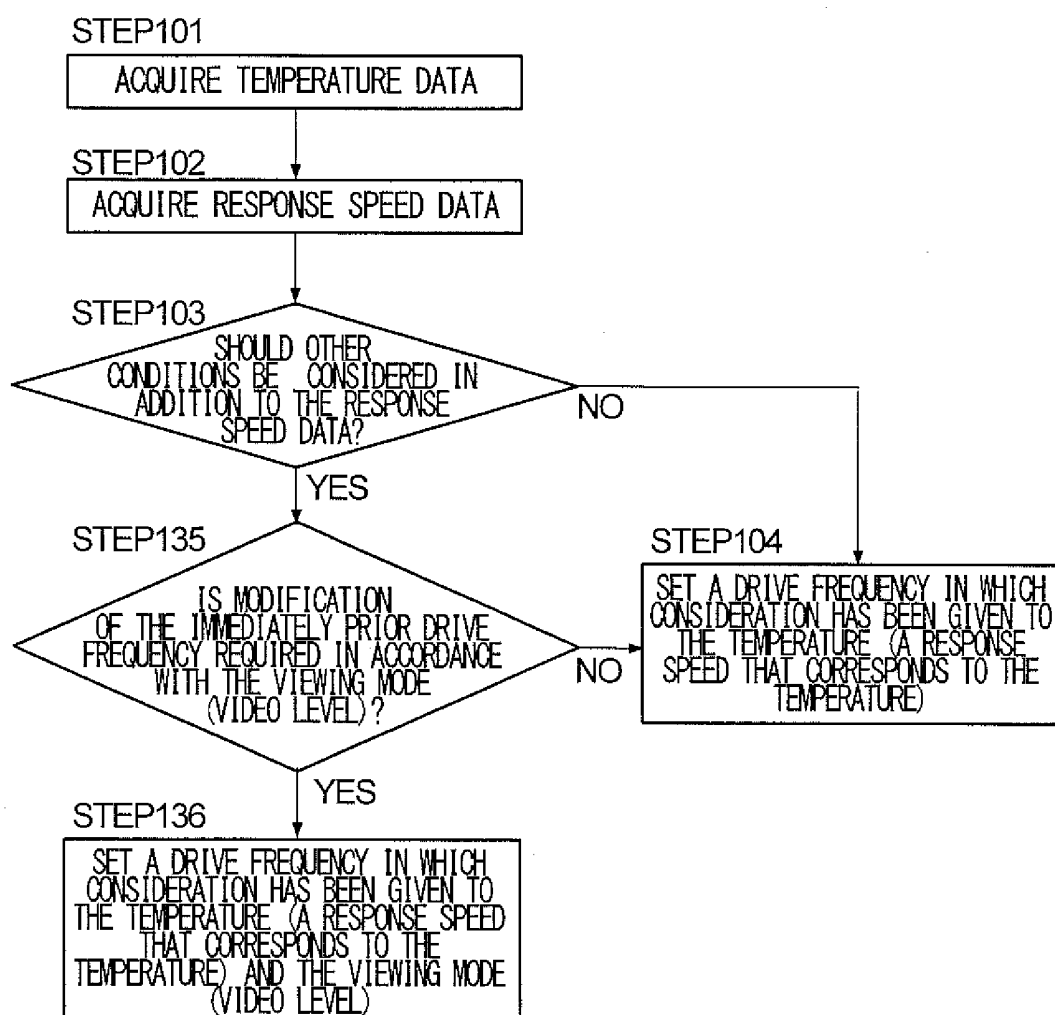 STEP101
ACQUIRE TEMPERATURE DATA
STEP102
ACQUIRE RESPONSE SPEED DATA
STEP103
SHOULD OTHER
CONDITIONS BE CONSIDERED IN
ADDITION TO THE RESPONSE
SPEED DATA?
NO
YES
STEP135
IS MODIFICATION
OF THE IMMEDIATELY PRIOR DRIVE
FREQUENCY REQUIRED IN ACCORDANCE
WITH THE VIEWING MODE
(VIDEO LEVEL)?
NO
STEP104
SET A DRIVE FREQUENCY IN WHICH
CONSIDERATION HAS BEEN GIVEN TO
THE TEMPERATURE (A RESPONSE
SPEED THAT CORRESPONDS TO THE
TEMPERATURE)
YES
STEP136
SET A DRIVE FREQUENCY IN WHICH
CONSIDERATION HAS BEEN GIVEN TO
THE TEMPERATURE (A RESPONSE SPEED
THAT CORRESPONDS TO THE
TEMPERATURE) AND THE VIEWING MODE
(VIDEO LEVEL)